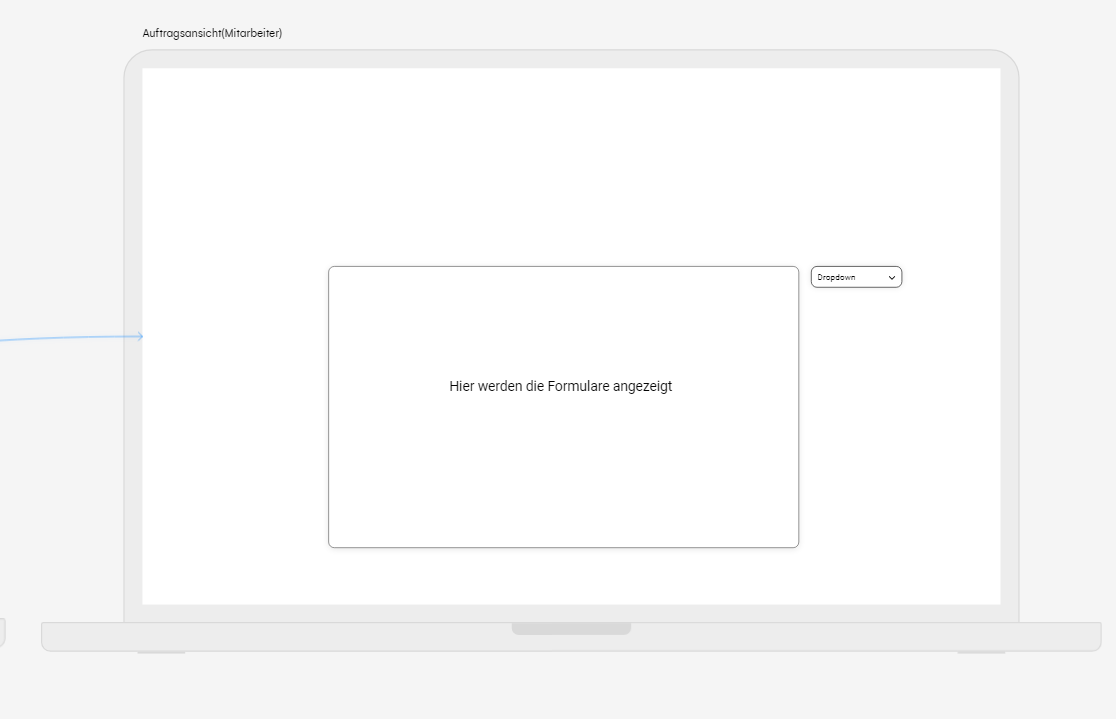 Auftragsansicht(Mitarbeiter)
Dropdown
Hier werden die Formulare angezeigt